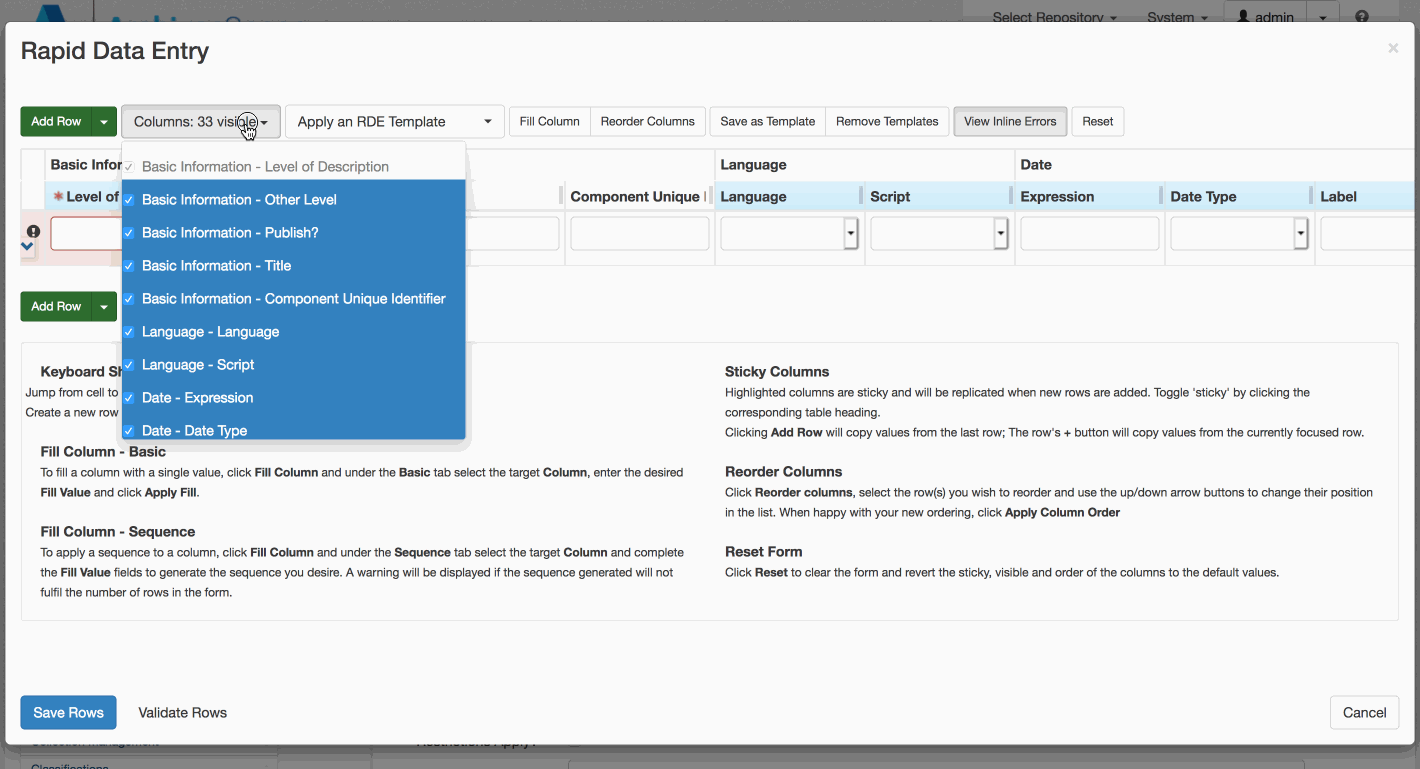 Select Repository
System
admin
Rapid Data Entry
×
Add Row
Columns: 33 visible
Apply an RDE Template
Fill Column
Reorder Columns
Save as Template
Remove Templates
View Inline Errors
Reset
Basic Infor
Language
Date
Level of
Component Unique I
Language
Script
Expression
Date Type
Label
Basic Information - Level of Description
Basic Information - Other Level
Basic Information - Publish?
Basic Information - Title
Basic Information - Component Unique Identifier
Language - Language
Language - Script
Date - Expression
Date - Date Type
Add Row
Keyboard Sh
Jump from cell to
Create a new row
Fill Column - Basic
To fill a column with a single value, click Fill Column and under the Basic tab select the target Column, enter the desired
Fill Value and click Apply Fill.
Fill Column - Sequence
To apply a sequence to a column, click Fill Column and under the Sequence tab select the target Column and complete
the Fill Value fields to generate the sequence you desire. A warning will be displayed if the sequence generated will not
fulfil the number of rows in the form.
Sticky Columns
Highlighted columns are sticky and will be replicated when new rows are added. Toggle 'sticky' by clicking the
corresponding table heading.
Clicking Add Row will copy values from the last row; The row's + button will copy values from the currently focused row.
Reorder Columns
Click Reorder columns, select the row(s) you wish to reorder and use the up/down arrow buttons to change their position
in the list. When happy with your new ordering, click Apply Column Order
Reset Form
Click Reset to clear the form and revert the sticky, visible and order of the columns to the default values.
Save Rows
Validate Rows
Cancel
Classifications